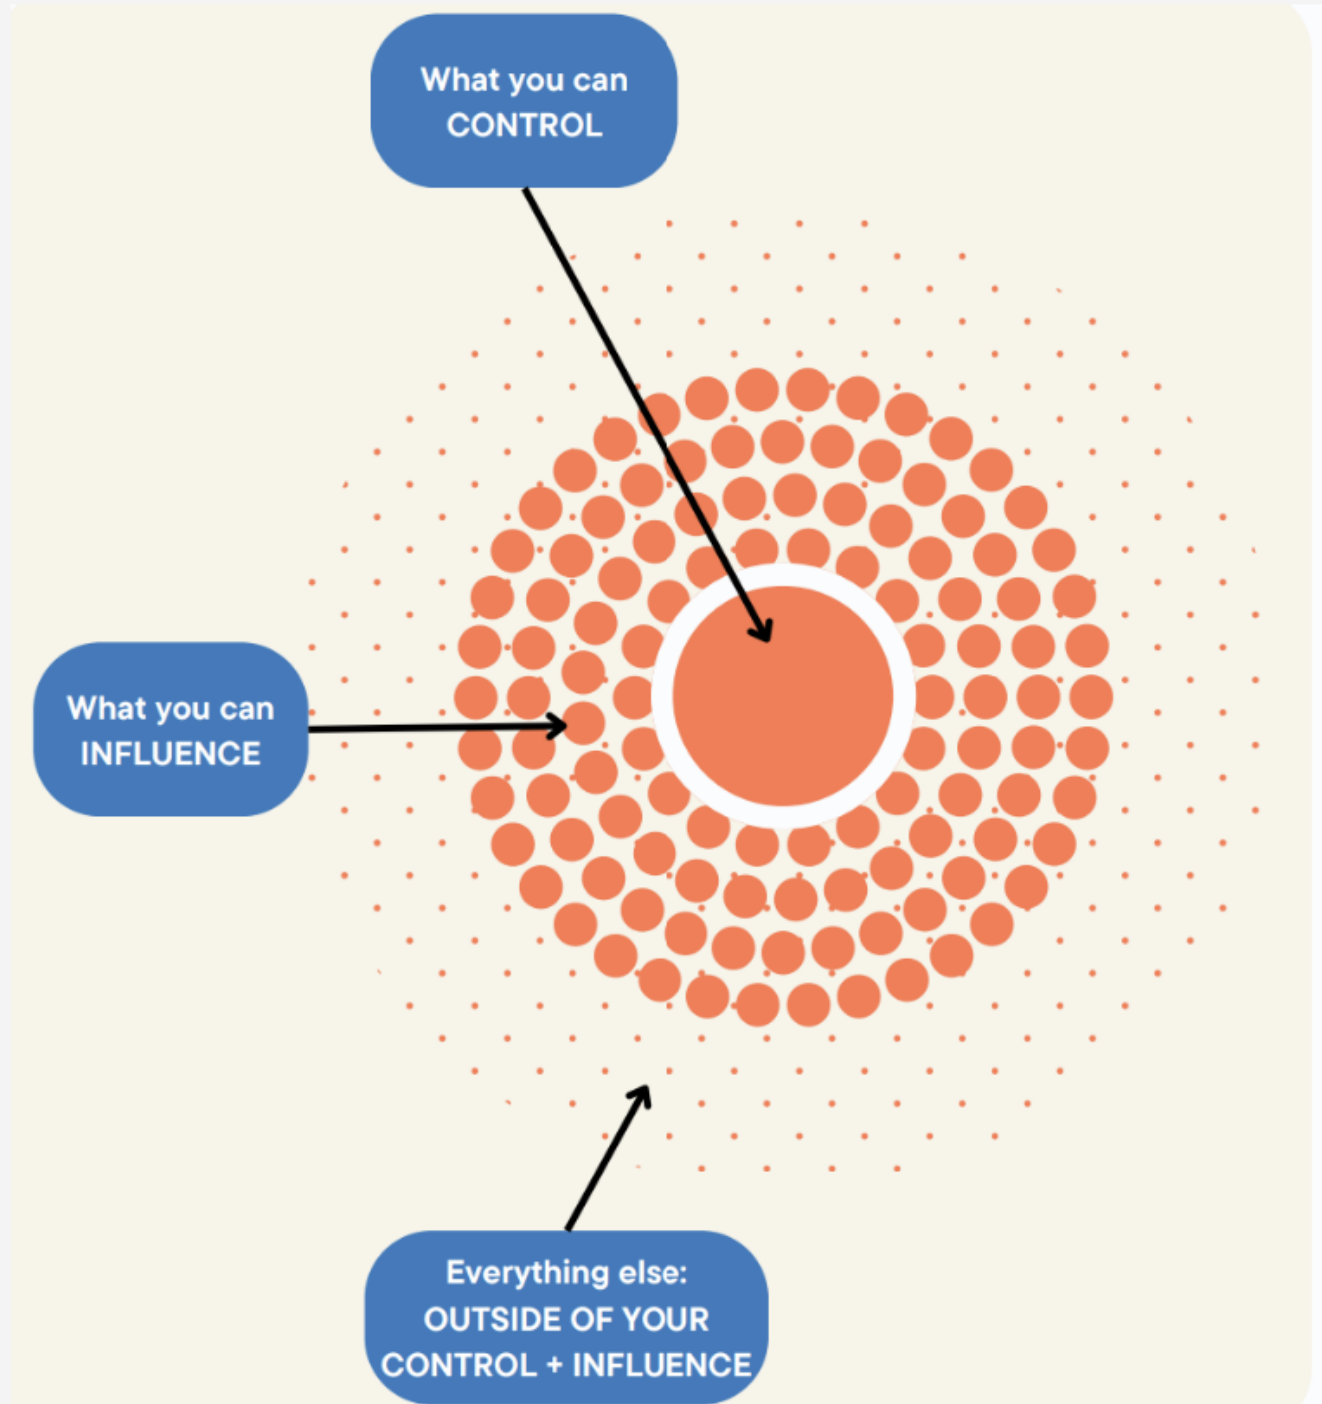 What you can
CONTROL
What you can
INFLUENCE
Everything else:
OUTSIDE OF YOUR
CONTROL + INFLUENCE